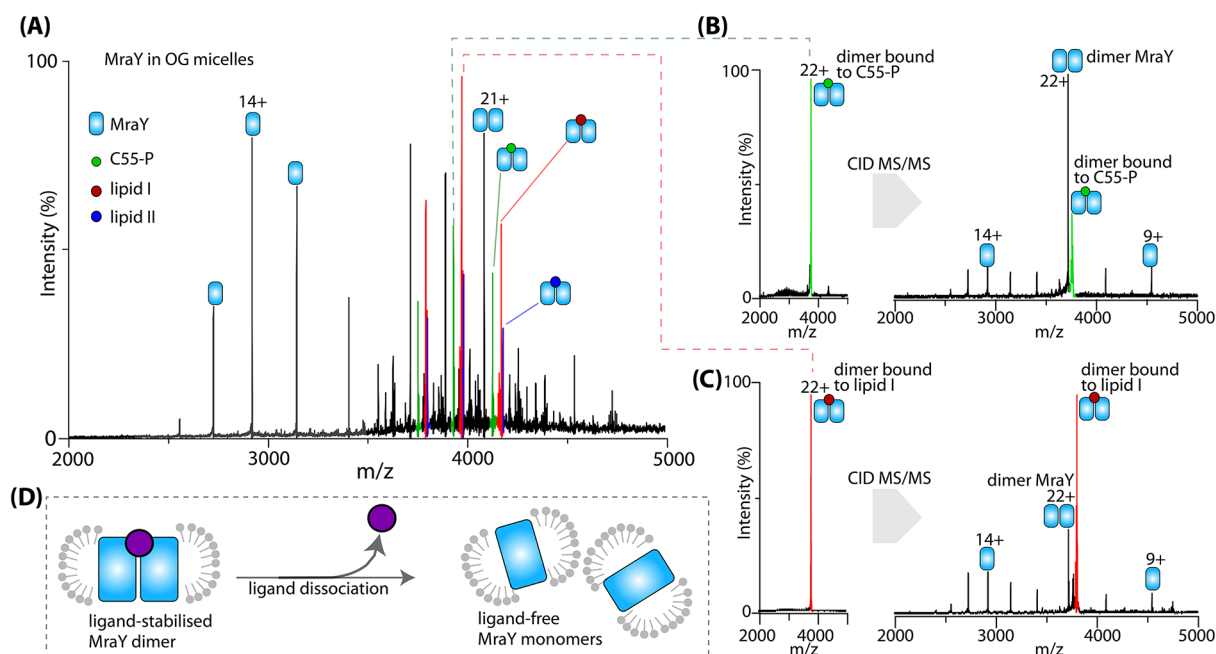 (A)
MraY in OG micelles
MraY
C55-P
lipid I
lipid II
14+
21+
100
0
Intensity (%)
2000
3000
4000
5000
m/z
(B)
100
0
Intensity (%)
2000
4000
m/z
dimer bound
to C55-P
22+
CID MS/MS
dimer MraY
22+
dimer bound
to C55-P
14+
9+
2000
3000
4000
5000
m/z
(C)
100
0
Intensity (%)
2000
4000
m/z
dimer bound
to lipid I
22+
CID MS/MS
dimer bound
to lipid I
dimer MraY
22+
14+
9+
2000
3000
4000
5000
m/z
(D)
ligand-stabilised
MraY dimer
ligand dissociation
ligand-free
MraY monomers